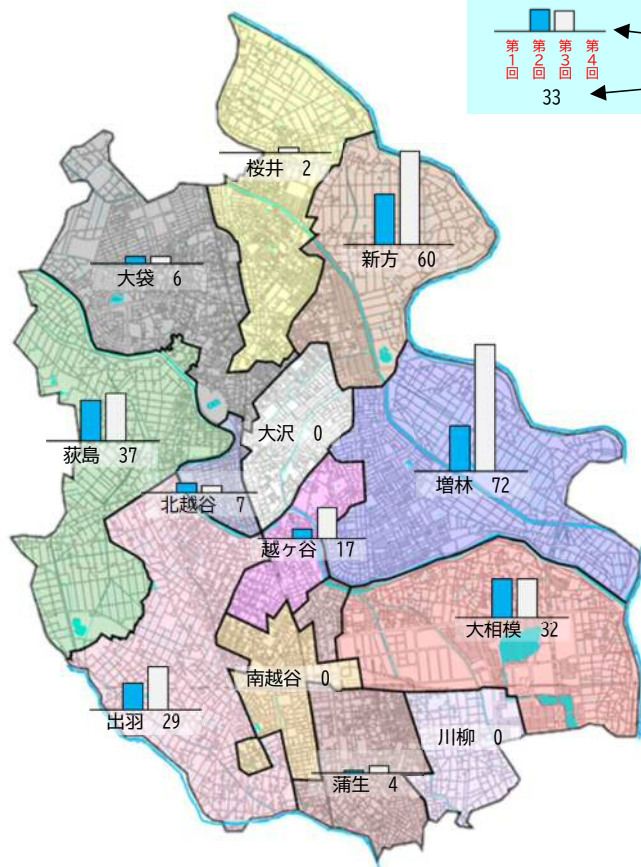 第1回 第2回 第3回 第4回
33
桜井 2
新方 60
大袋 6
大沢 0
荻島 37
増林 72
北越谷 7
越ヶ谷 17
大相模 32
南越谷 0
出羽 29
川柳 0
蒲生 4